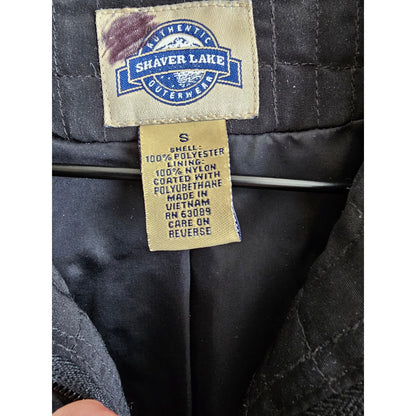 AUTHENTIC
SHAVER LAKE
OUTERWEAR
S
SHELL:
100% POLYESTER
LINING:
100% NYLON
COATED WITH
POLYURETHANE
MADE IN
VIETNAM
RN 63089
CARE ON
REVERSE